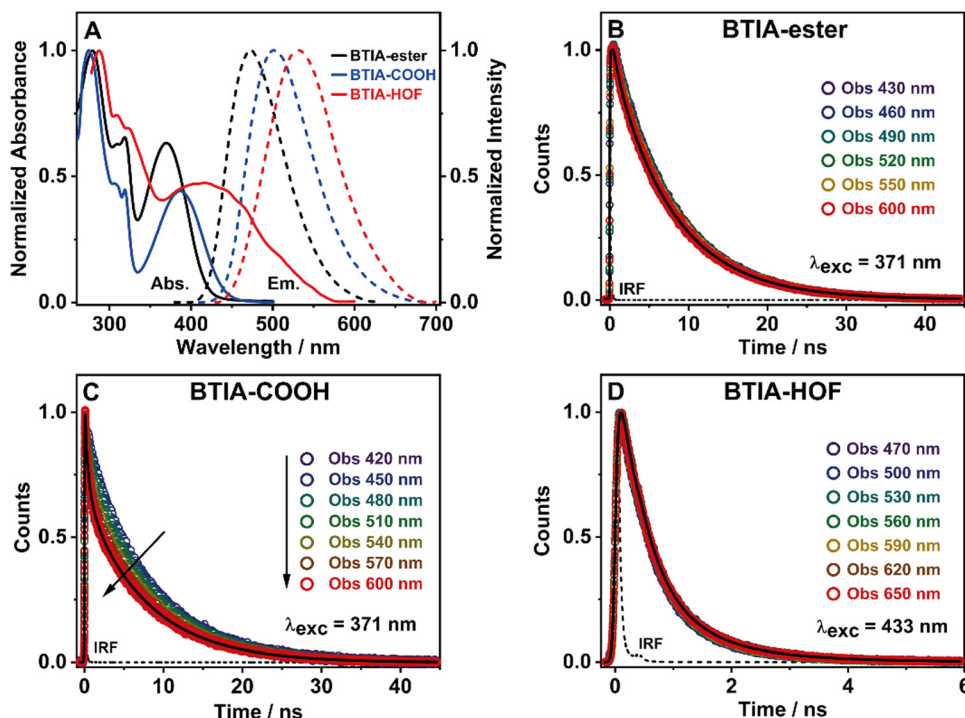 A
BTIA-ester
BTIA-COOH
BTIA-HOF
Normalized Absorbance
Normalized Intensity
1.0
0.5
0.0
1.0
0.5
0.0
Abs.
Em.
300 400 500 600 700
Wavelength / nm
B
BTIA-ester
Obs 430 nm
Obs 460 nm
Obs 490 nm
Obs 520 nm
Obs 550 nm
Obs 600 nm
λexc = 371 nm
IRF
Counts
1.0
0.5
0.0
0 10 20 30 40
Time / ns
C
BTIA-COOH
Obs 420 nm
Obs 450 nm
Obs 480 nm
Obs 510 nm
Obs 540 nm
Obs 570 nm
Obs 600 nm
λexc = 371 nm
IRF
Counts
1.0
0.5
0.0
0 10 20 30 40
Time / ns
D
BTIA-HOF
Obs 470 nm
Obs 500 nm
Obs 530 nm
Obs 560 nm
Obs 590 nm
Obs 620 nm
Obs 650 nm
λexc = 433 nm
IRF
Counts
1.0
0.5
0.0
0 2 4 6
Time / ns